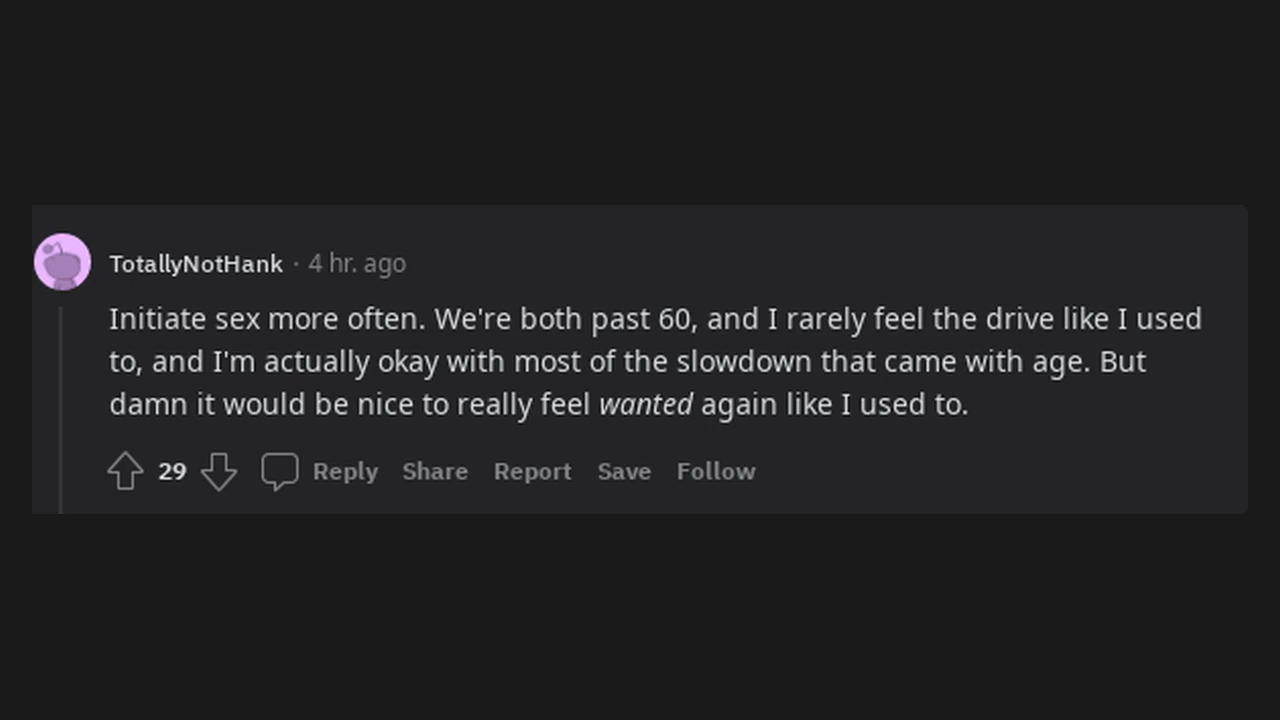 TotallyNotHank · 4 hr. ago
Initiate sex more often. We're both past 60, and I rarely feel the drive like I used
to, and I'm actually okay with most of the slowdown that came with age. But
damn it would be nice to really feel wanted again like I used to.
29 Reply Share Report Save Follow